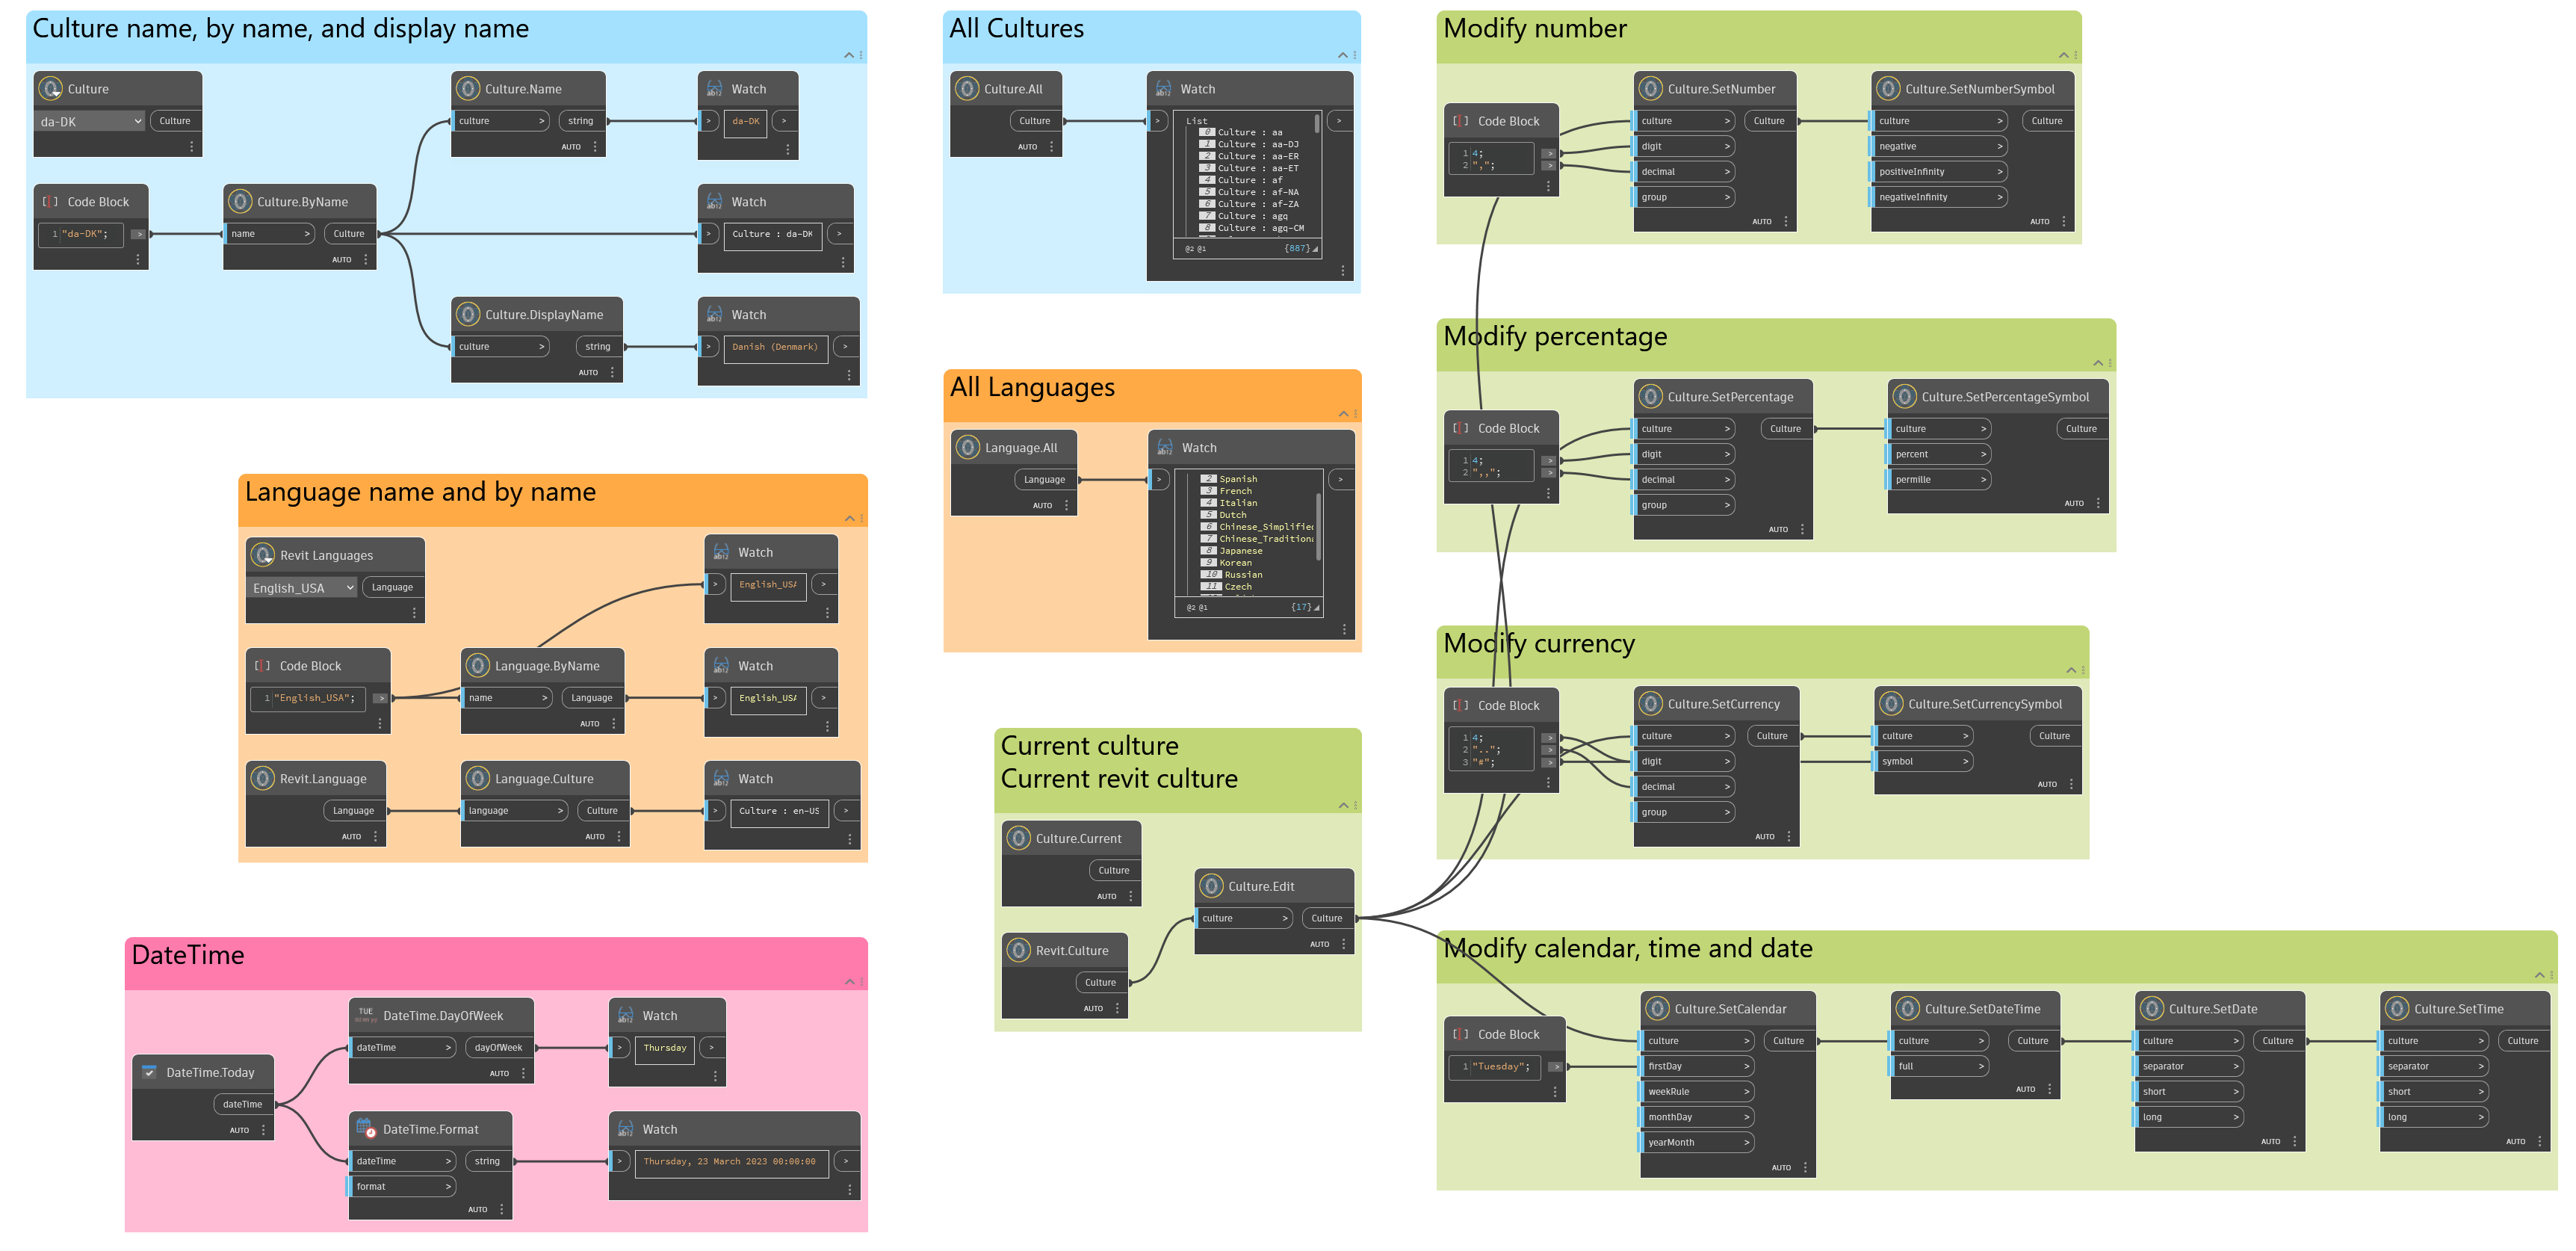 Culture name, by name, and display name
Culture
da-DK
Culture
Code Block
1 "da-DK"; >
Culture.ByName
name >
Culture
AUTO
Culture.Name
culture >
string
AUTO
Watch
> da-DK >
Watch
> Culture : da-DK >
Culture.DisplayName
culture >
string
AUTO
Watch
> Danish (Denmark) >
Language name and by name
Revit Languages
English_USA
Language
Code Block
1 "English_USA"; >
Language.ByName
name >
Language
AUTO
Watch
> English_USA >
Watch
> English_USA >
Revit.Language
Language
AUTO
Language.Culture
language >
Culture
AUTO
Watch
> Culture : en-US >
DateTime
DateTime.Today
dateTime
AUTO
TUE
DateTime.DayOfWeek
dateTime >
dayOfWeek
AUTO
Watch
> Thursday >
DateTime.Format
dateTime >
string
format >
AUTO
Watch
> Thursday, 23 March 2023 00:00:00 >
All Cultures
Culture.All
Culture
AUTO
Watch
>
List
0 Culture : aa
1 Culture : aa-DJ
2 Culture : aa-ER
3 Culture : aa-ET
4 Culture : af
5 Culture : af-NA
6 Culture : af-ZA
7 Culture : agq
8 Culture : agq-CM
@2 @1 {887}
>
All Languages
Language.All
Language
AUTO
Watch
>
2 Spanish
3 French
4 Italian
5 Dutch
6 Chinese_Simplified
7 Chinese_Traditiona
8 Japanese
9 Korean
10 Russian
11 Czech
@2 @1 {17}
>
Current culture
Current revit culture
Culture.Current
Culture
AUTO
Revit.Culture
Culture
AUTO
Culture.Edit
culture >
Culture
AUTO
Modify number
Code Block
1 4; >
2 ","; >
Culture.SetNumber
culture >
Culture
digit >
decimal >
group >
AUTO
Culture.SetNumberSymbol
culture >
Culture
negative >
positiveInfinity >
negativeInfinity >
AUTO
Modify percentage
Code Block
1 4; >
2 ",,"; >
Culture.SetPercentage
culture >
Culture
digit >
decimal >
group >
AUTO
Culture.SetPercentageSymbol
culture >
Culture
percent >
permille >
AUTO
Modify currency
Code Block
1 4; >
2 ".."; >
3 "#"; >
Culture.SetCurrency
culture >
Culture
digit >
decimal >
group >
AUTO
Culture.SetCurrencySymbol
culture >
Culture
symbol >
AUTO
Modify calendar, time and date
Code Block
1 "Tuesday"; >
Culture.SetCalendar
culture >
Culture
firstDay >
weekRule >
monthDay >
yearMonth >
AUTO
Culture.SetDateTime
culture >
Culture
full >
AUTO
Culture.SetDate
culture >
Culture
separator >
short >
long >
AUTO
Culture.SetTime
culture >
Culture
separator >
short >
long >
AUTO